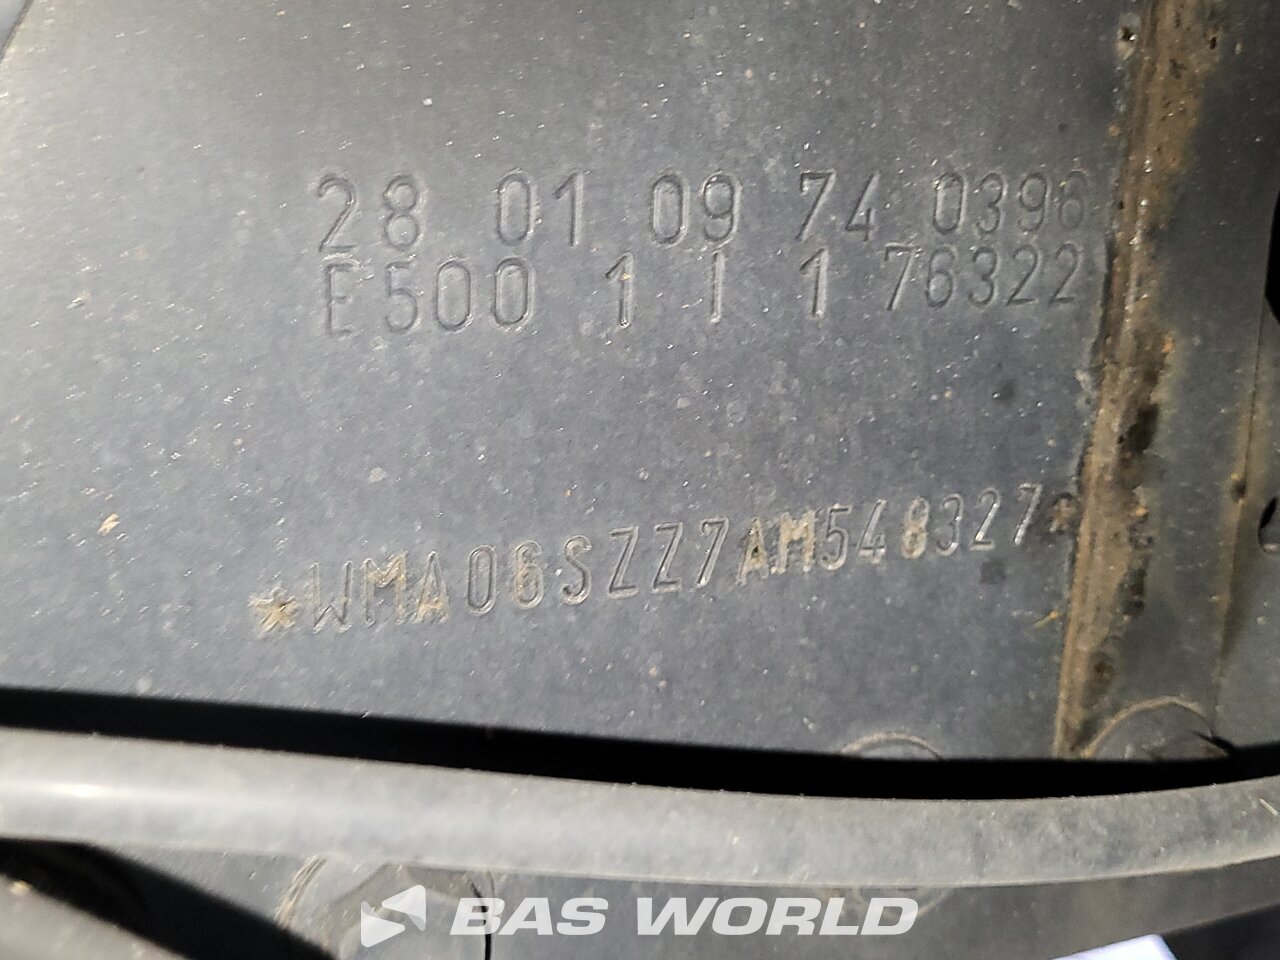 28 01 09 74 0396
E500 1 1 1 76322
*WMA06SZZ7AM548327*
BAS WORLD